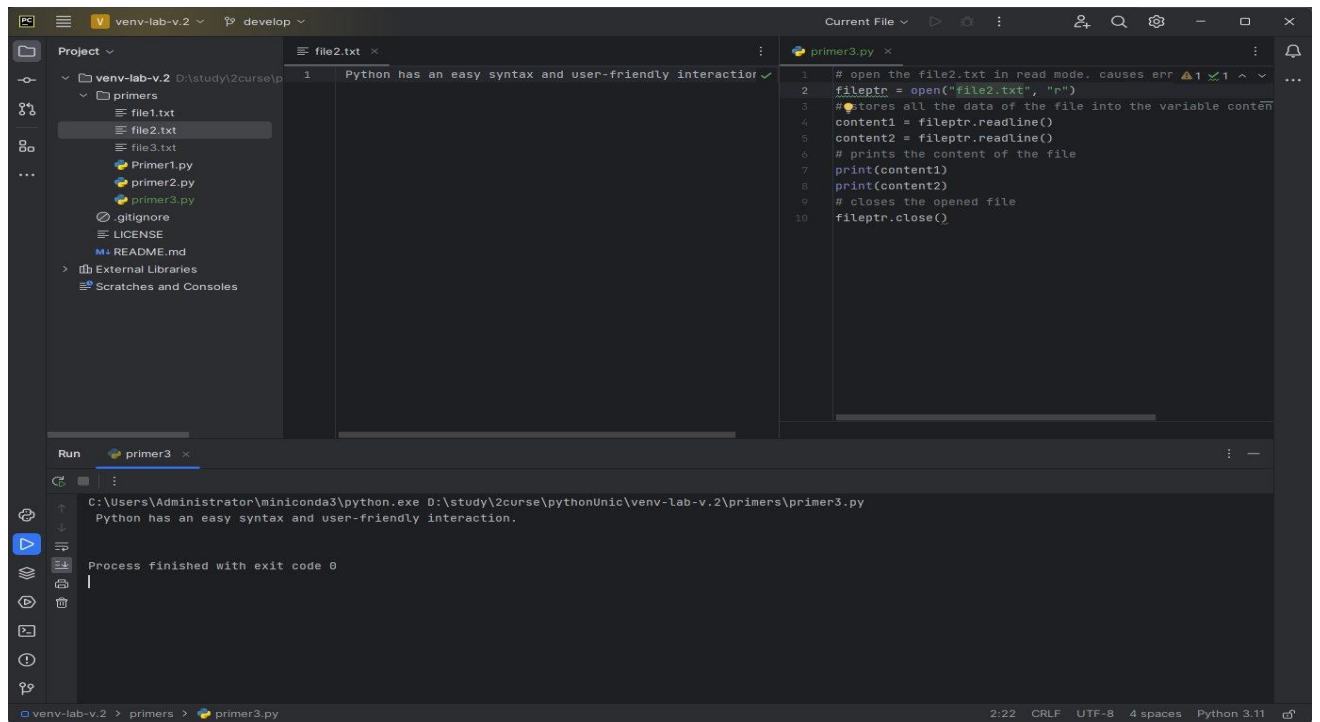 PC V venv-lab-v.2 develop Current File
Project
venv-lab-v.2 D:\study\2curse\p
primers
file1.txt
file2.txt
file3.txt
Primer1.py
primer2.py
primer3.py
.gitignore
LICENSE
M↓ README.md
External Libraries
Scratches and Consoles
file2.txt
1 Python has an easy syntax and user-friendly interaction
primer3.py
1 # open the file2.txt in read mode. causes err 1 1
2 fileptr = open("file2.txt", "r")
3 #stores all the data of the file into the variable conten
4 content1 = fileptr.readline()
5 content2 = fileptr.readline()
6 # prints the content of the file
7 print(content1)
8 print(content2)
9 # closes the opened file
10 fileptr.close()
Run primer3
C:\Users\Administrator\miniconda3\python.exe D:\study\2curse\pythonUnic\venv-lab-v.2\primers\primer3.py
Python has an easy syntax and user-friendly interaction.
Process finished with exit code 0
venv-lab-v.2 > primers > primer3.py 2:22 CRLF UTF-8 4 spaces Python 3.11